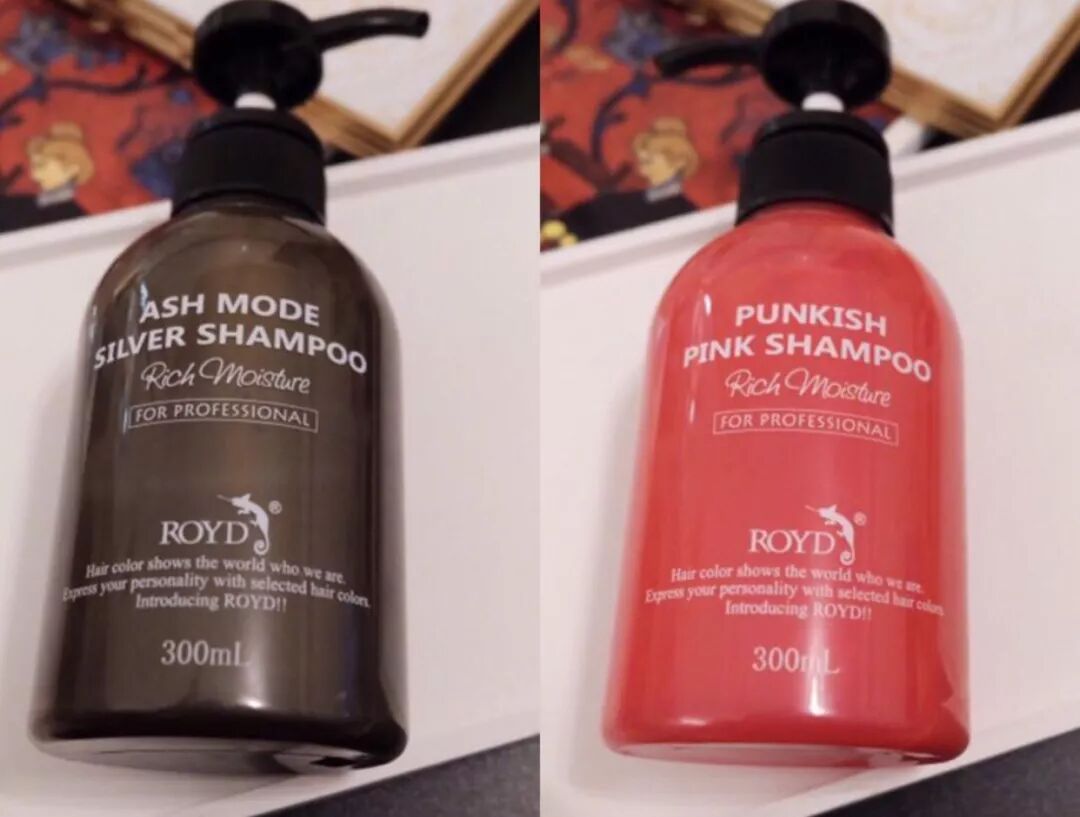 ASH MODE
SILVER SHAMPOO
Rich Moisture
FOR PROFESSIONAL
ROYD®
Hair color shows the world who we are.
Express your personality with selected hair colors.
Introducing ROYD!!
300mL
PUNKISH
PINK SHAMPOO
Rich Moisture
FOR PROFESSIONAL
ROYD®
Hair color shows the world who we are.
Express your personality with selected hair colors.
Introducing ROYD!!
300mL